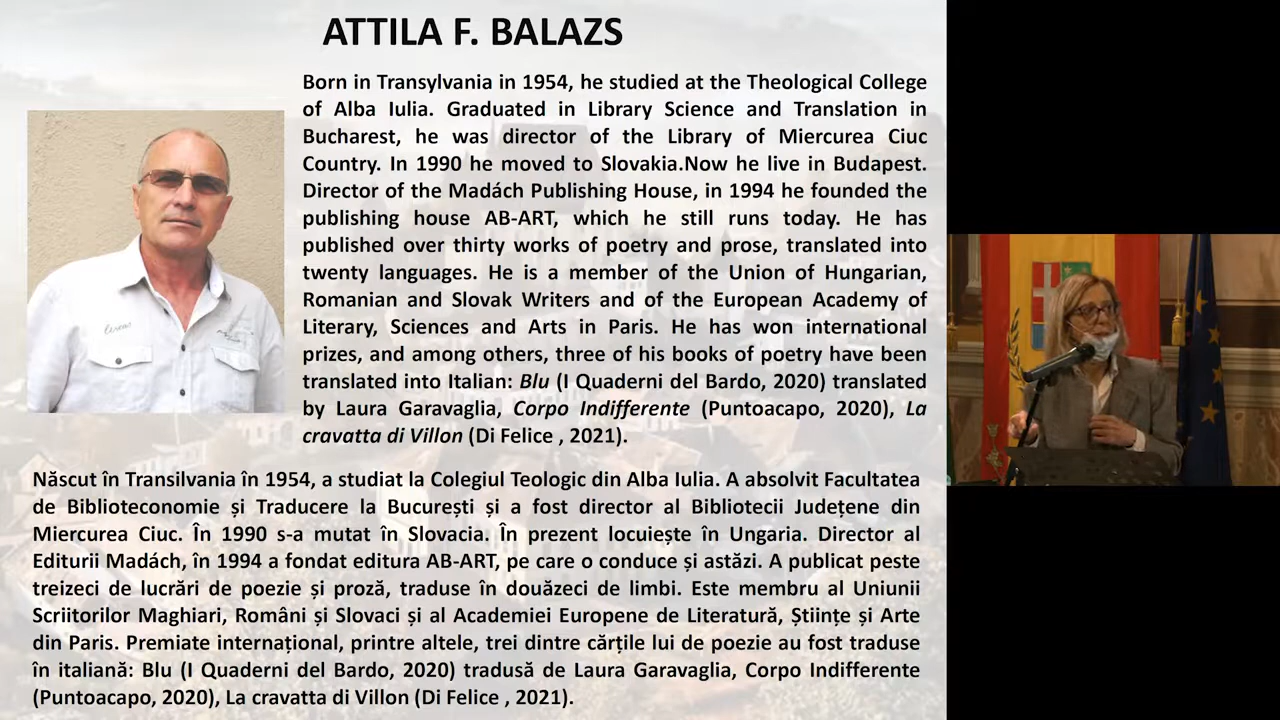 ATTILA F. BALAZS
Born in Transylvania in 1954, he studied at the Theological College
of Alba Iulia. Graduated in Library Science and Translation in
Bucharest, he was director of the Library of Miercurea Ciuc
Country. In 1990 he moved to Slovakia.Now he live in Budapest.
Director of the Madách Publishing House, in 1994 he founded the
publishing house AB-ART, which he still runs today. He has
published over thirty works of poetry and prose, translated into
twenty languages. He is a member of the Union of Hungarian,
Romanian and Slovak Writers and of the European Academy of
Literary, Sciences and Arts in Paris. He has won international
prizes, and among others, three of his books of poetry have been
translated into Italian: Blu (I Quaderni del Bardo, 2020) translated
by Laura Garavaglia, Corpo Indifferente (Puntoacapo, 2020), La
cravatta di Villon (Di Felice , 2021).
Născut în Transilvania în 1954, a studiat la Colegiul Teologic din Alba Iulia. A absolvit Facultatea
de Biblioteconomie și Traducere la București și a fost director al Bibliotecii Județene din
Miercurea Ciuc. În 1990 s-a mutat în Slovacia. În prezent locuiește în Ungaria. Director al
Editurii Madách, în 1994 a fondat editura AB-ART, pe care o conduce și astăzi. A publicat peste
treizeci de lucrări de poezie și proză, traduse în douăzeci de limbi. Este membru al Uniunii
Scriitorilor Maghiari, Români și Slovaci și al Academiei Europene de Literatură, Științe și Arte
din Paris. Premiate internațional, printre altele, trei dintre cărțile lui de poezie au fost traduse
în italiană: Blu (I Quaderni del Bardo, 2020) tradusă de Laura Garavaglia, Corpo Indifferente
(Puntoacapo, 2020), La cravatta di Villon (Di Felice , 2021).